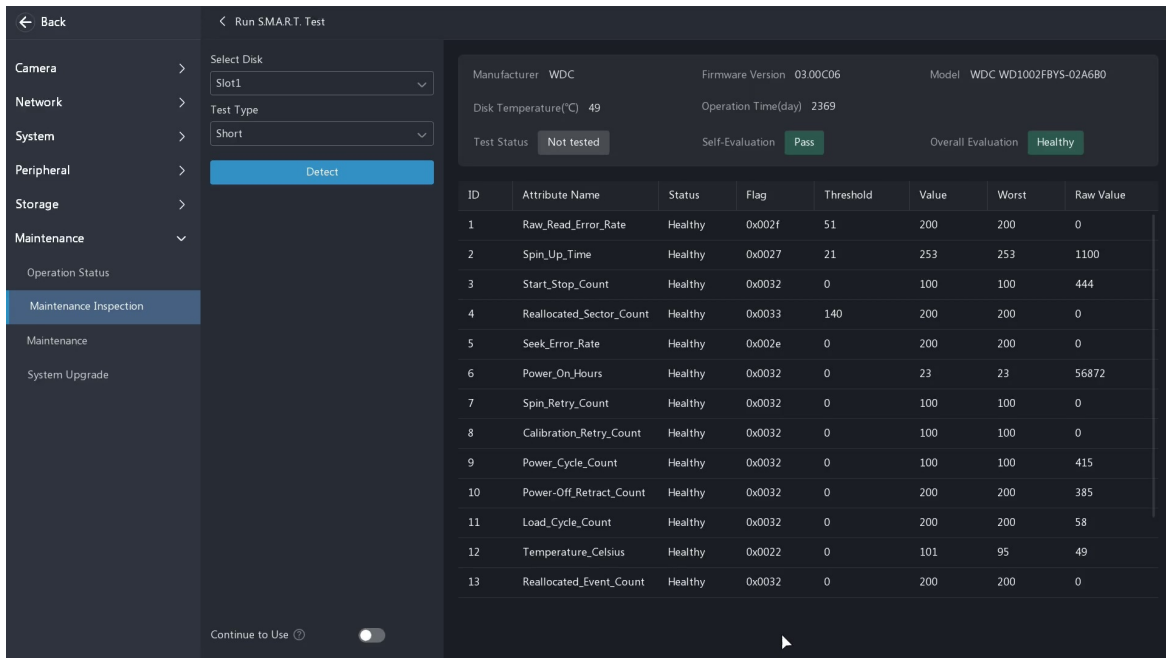 Back
Run S.M.A.R.T. Test
Camera
Network
System
Peripheral
Storage
Maintenance
Operation Status
Maintenance Inspection
Maintenance
System Upgrade
Select Disk
Slot1
Test Type
Short
Detect
Continue to Use
Manufacturer WDC Firmware Version 03.00C06 Model WDC WD1002FBYS-02A6B0
Disk Temperature(℃) 49 Operation Time(day) 2369
Test Status Not tested Self-Evaluation Pass Overall Evaluation Healthy
ID Attribute Name Status Flag Threshold Value Worst Raw Value
1 Raw_Read_Error_Rate Healthy 0x002f 51 200 200 0
2 Spin_Up_Time Healthy 0x0027 21 253 253 1100
3 Start_Stop_Count Healthy 0x0032 0 100 100 444
4 Reallocated_Sector_Count Healthy 0x0033 140 200 200 0
5 Seek_Error_Rate Healthy 0x002e 0 200 200 0
6 Power_On_Hours Healthy 0x0032 0 23 23 56872
7 Spin_Retry_Count Healthy 0x0032 0 100 100 0
8 Calibration_Retry_Count Healthy 0x0032 0 100 100 0
9 Power_Cycle_Count Healthy 0x0032 0 100 100 415
10 Power-Off_Retract_Count Healthy 0x0032 0 200 200 385
11 Load_Cycle_Count Healthy 0x0032 0 200 200 58
12 Temperature_Celsius Healthy 0x0022 0 101 95 49
13 Reallocated_Event_Count Healthy 0x0032 0 200 200 0